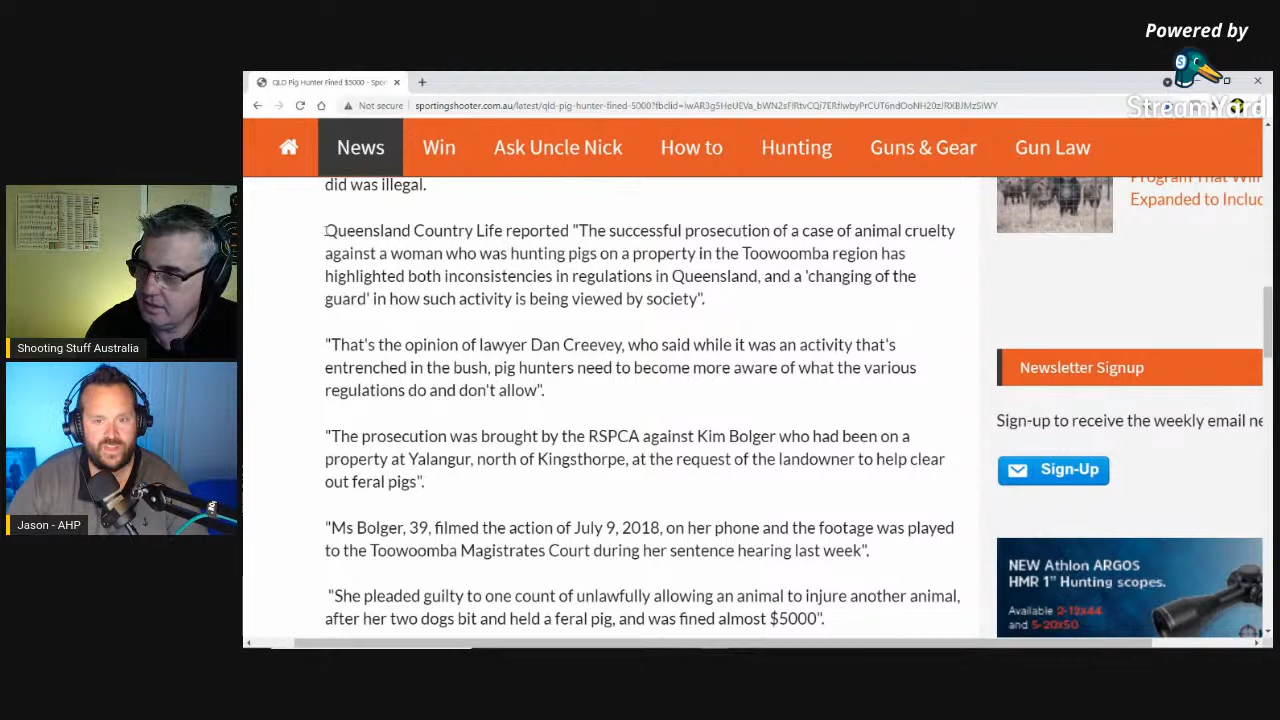 Powered by
StreamYard
QLD Pig Hunter Fined $5000 - Spor
Not secure
News
Win
Ask Uncle Nick
How to
Hunting
Guns & Gear
Gun Law
did was illegal.
Program That Will
Expanded to Includ
Queensland Country Life reported "The successful prosecution of a case of animal cruelty
against a woman who was hunting pigs on a property in the Toowoomba region has
highlighted both inconsistencies in regulations in Queensland, and a 'changing of the
guard' in how such activity is being viewed by society".
"That's the opinion of lawyer Dan Creevey, who said while it was an activity that's
entrenched in the bush, pig hunters need to become more aware of what the various
regulations do and don't allow".
"The prosecution was brought by the RSPCA against Kim Bolger who had been on a
property at Yalangur, north of Kingsthorpe, at the request of the landowner to help clear
out feral pigs".
"Ms Bolger, 39, filmed the action of July 9, 2018, on her phone and the footage was played
to the Toowoomba Magistrates Court during her sentence hearing last week".
"She pleaded guilty to one count of unlawfully allowing an animal to injure another animal,
after her two dogs bit and held a feral pig, and was fined almost $5000".
Newsletter Signup
Sign-up to receive the weekly email ne
Sign-Up
NEW Athlon ARGOS
HMR 1" Hunting scopes.
Available 2-12x44
and 5-20x50
Shooting Stuff Australia
Jason - AHP